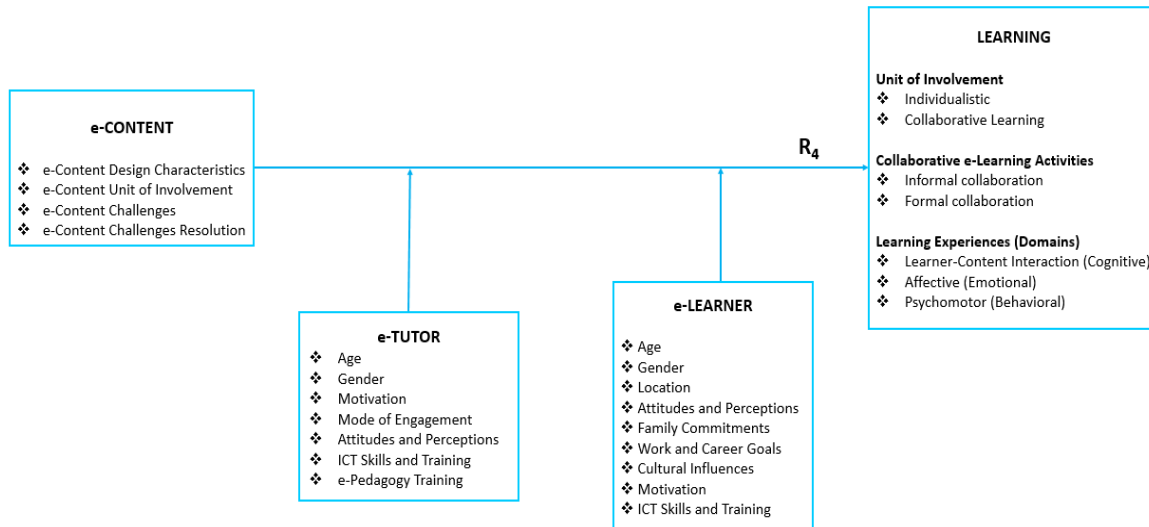 e-CONTENT
❖ e-Content Design Characteristics
❖ e-Content Unit of Involvement
❖ e-Content Challenges
❖ e-Content Challenges Resolution
e-TUTOR
❖ Age
❖ Gender
❖ Motivation
❖ Mode of Engagement
❖ Attitudes and Perceptions
❖ ICT Skills and Training
❖ e-Pedagogy Training
e-LEARNER
❖ Age
❖ Gender
❖ Location
❖ Attitudes and Perceptions
❖ Family Commitments
❖ Work and Career Goals
❖ Cultural Influences
❖ Motivation
❖ ICT Skills and Training
R₄
LEARNING
Unit of Involvement
❖ Individualistic
❖ Collaborative Learning
Collaborative e-Learning Activities
❖ Informal collaboration
❖ Formal collaboration
Learning Experiences (Domains)
❖ Learner-Content Interaction (Cognitive)
❖ Affective (Emotional)
❖ Psychomotor (Behavioral)